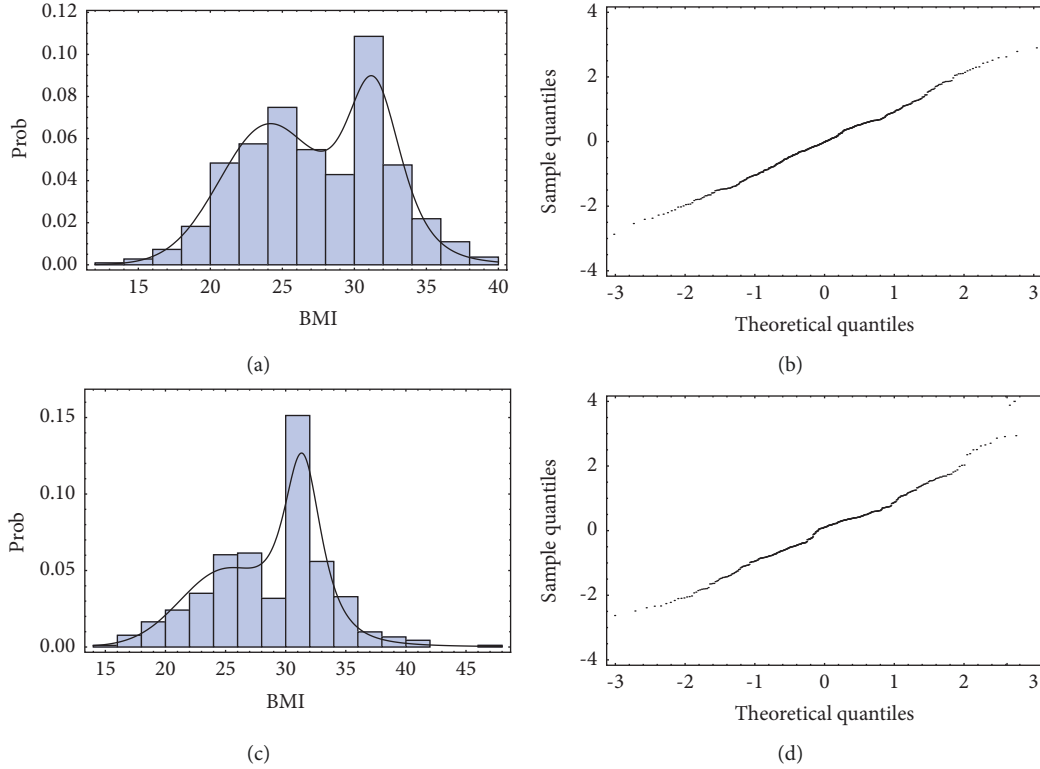 0.12
0.10
0.08
0.06
0.04
0.02
0.00
Prob
15 20 25 30 35 40
BMI
(a)
4
2
0
-2
-4
Sample quantiles
-3 -2 -1 0 1 2 3
Theoretical quantiles
(b)
0.15
0.10
0.05
0.00
Prob
15 20 25 30 35 40 45
BMI
(c)
4
2
0
-2
-4
Sample quantiles
-3 -2 -1 0 1 2 3
Theoretical quantiles
(d)